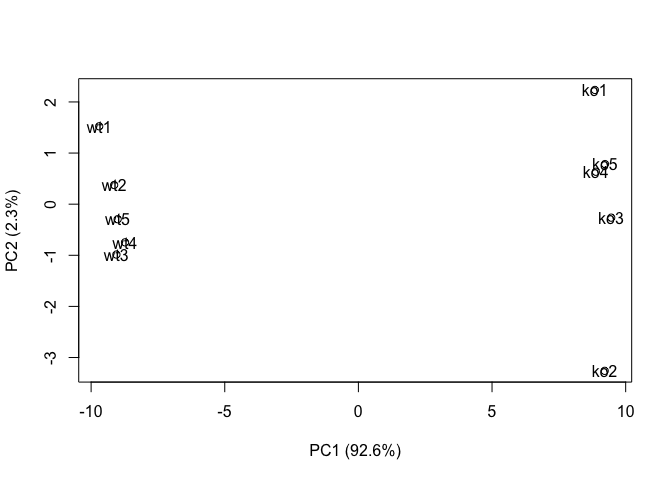 ko1
wt1
ko5
ko4
wt2
wt5
ko3
wt4
wt3
ko2
2
1
0
-1
-2
-3
PC2 (2.3%)
-10 -5 0 5 10
PC1 (92.6%)